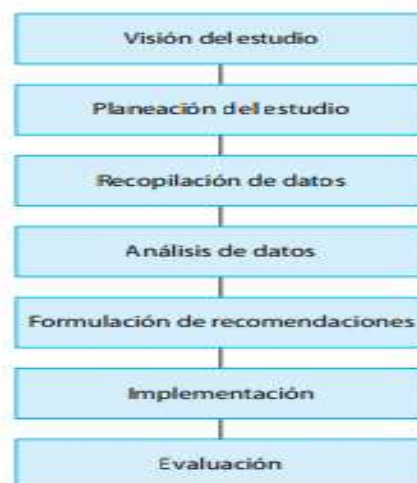 Visión del estudio
Planeación del estudio
Recopilación de datos
Análisis de datos
Formulación de recomendaciones
Implementación
Evaluación